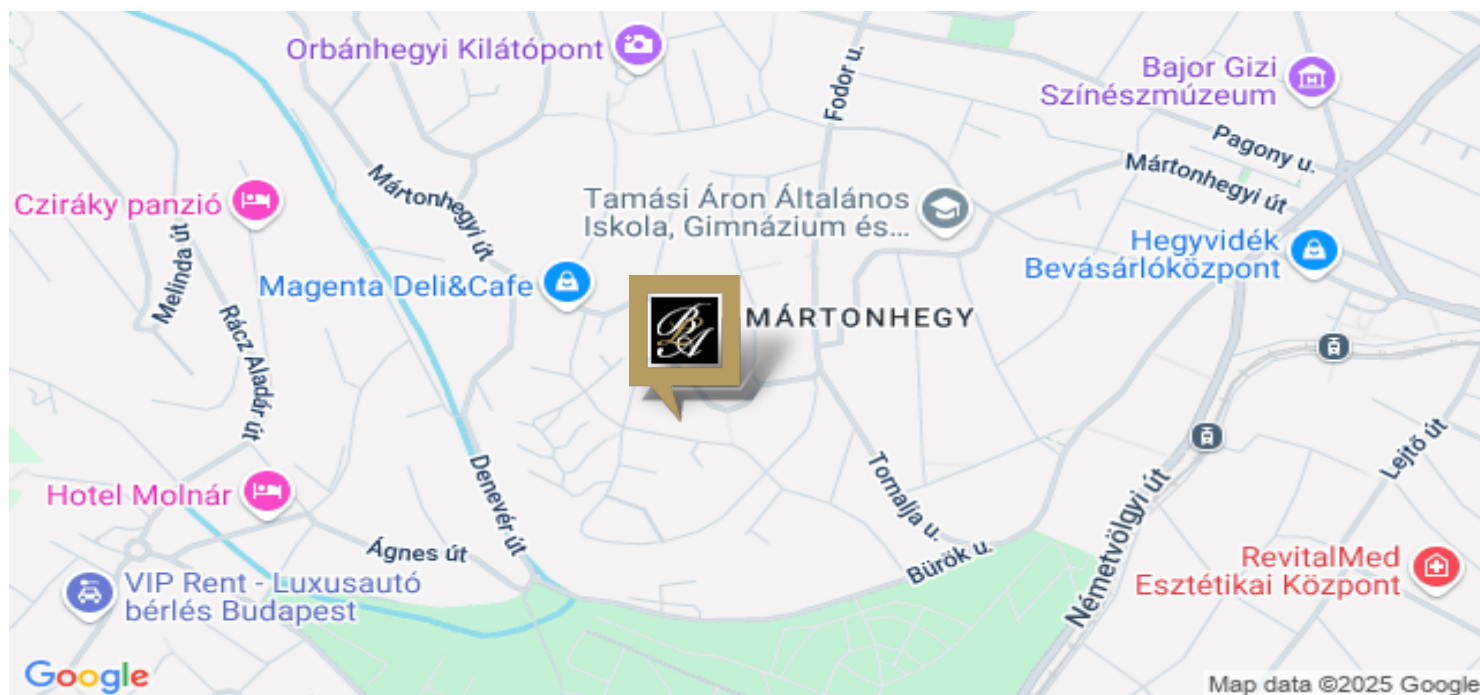 Orbánhegyi Kilátópont
Fodor u.
Bajor Gizi
Színészmúzeum
Pagony u.
Mártonhegyi út
Mártonhegyi út
Cziráky panzió
Tamási Áron Általános
Iskola, Gimnázium és...
Melinda út
Hegyvidék
Bevásárlóközpont
Magenta Deli&Cafe
BLA
MÁRTONHEGY
Rácz Aladár út
Lejtő út
Hotel Molnár
Denevér út
Tornalja u.
Ágnes út
Bürök u.
Németvölgyi út
RevitalMed
Esztétikai Központ
VIP Rent - Luxusautó
bérlés Budapest
Google
Map data ©2025 Google